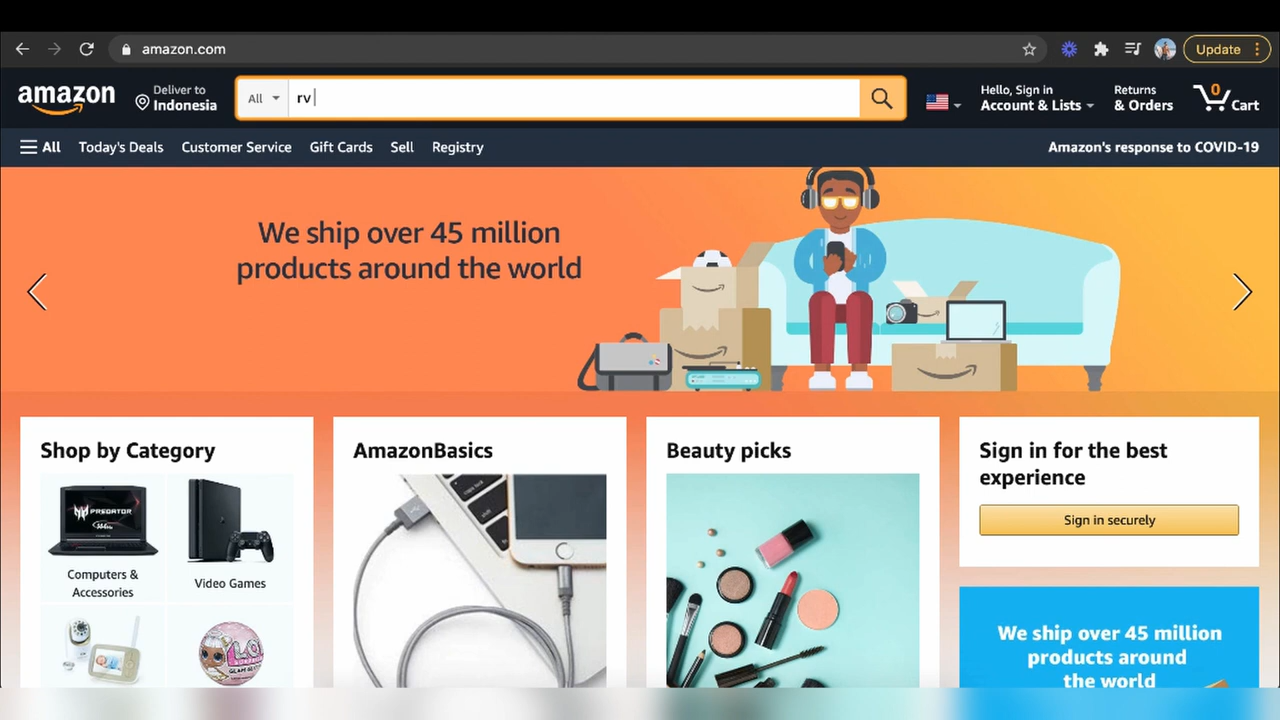 amazon.com
Update
amazon
Deliver to
Indonesia
All
rv
Hello, Sign in
Account & Lists
Returns
& Orders
0
Cart
All
Today's Deals
Customer Service
Gift Cards
Sell
Registry
Amazon's response to COVID-19
We ship over 45 million
products around the world
Shop by Category
PREDATOR
Computers &
Accessories
Video Games
AmazonBasics
Beauty picks
Sign in for the best
experience
Sign in securely
We ship over 45 million
products around
the world